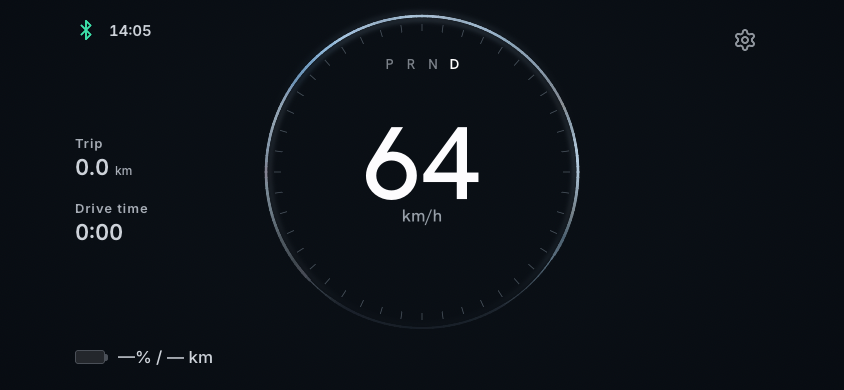 14:05
P R N D
Trip
0.0 km
64
km/h
Drive time
0:00
—% / — km